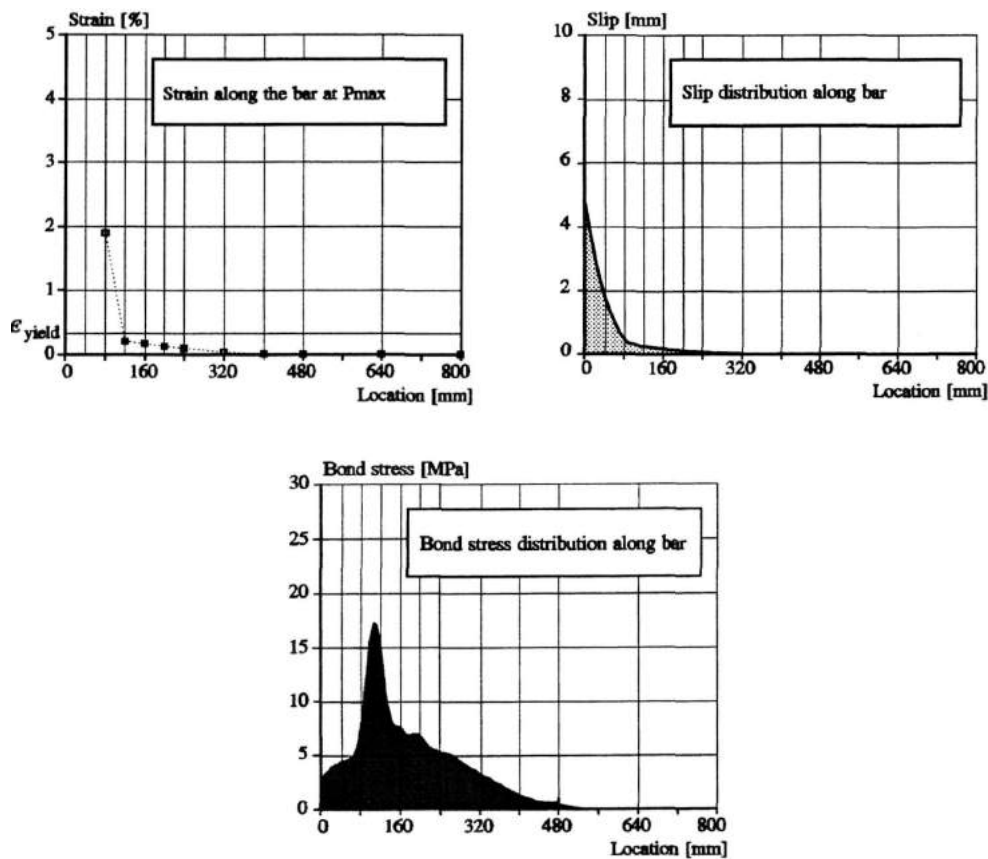 Strain [%]
5
4
3
2
1
0
εyield
Strain along the bar at Pmax
0 160 320 480 640 800
Location [mm]
Slip [mm]
10
8
6
4
2
0
Slip distribution along bar
0 160 320 480 640 800
Location [mm]
Bond stress [MPa]
30
25
20
15
10
5
0
Bond stress distribution along bar
0 160 320 480 640 800
Location [mm]